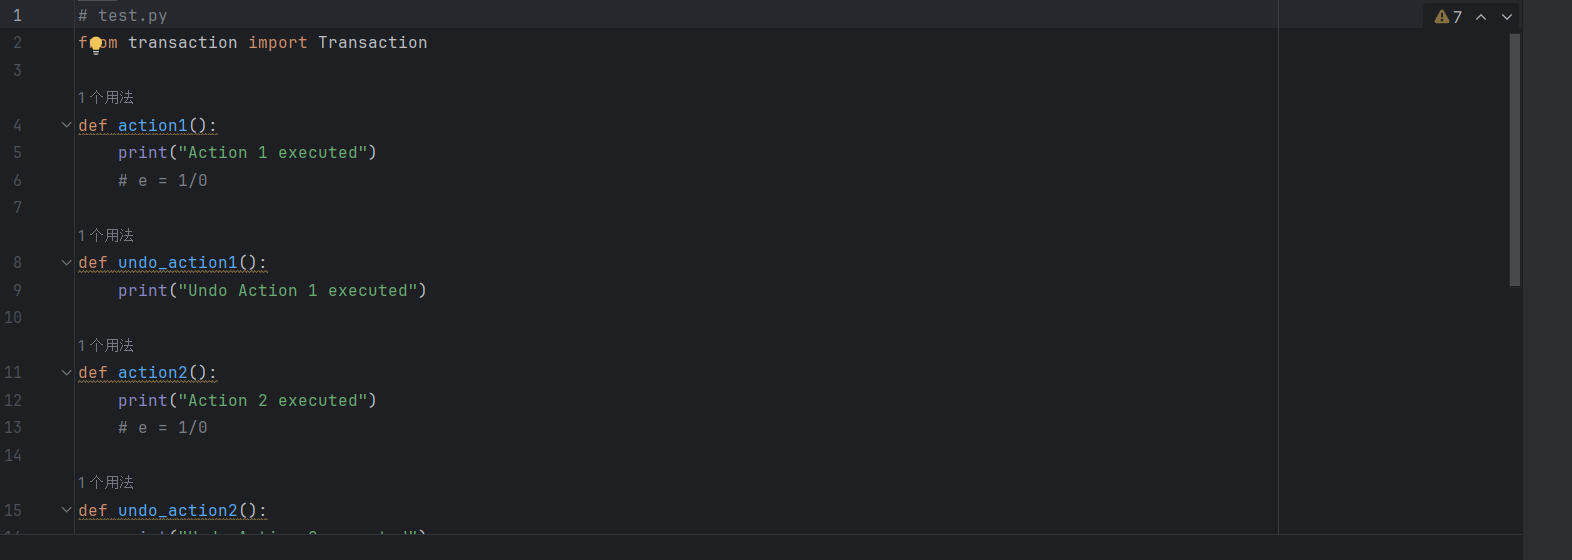 1 # test.py 7
2 from transaction import Transaction
3
1 个用法
4 def action1():
5 print("Action 1 executed")
6 # e = 1/0
7
1 个用法
8 def undo_action1():
9 print("Undo Action 1 executed")
10
1 个用法
11 def action2():
12 print("Action 2 executed")
13 # e = 1/0
14
1 个用法
15 def undo_action2():